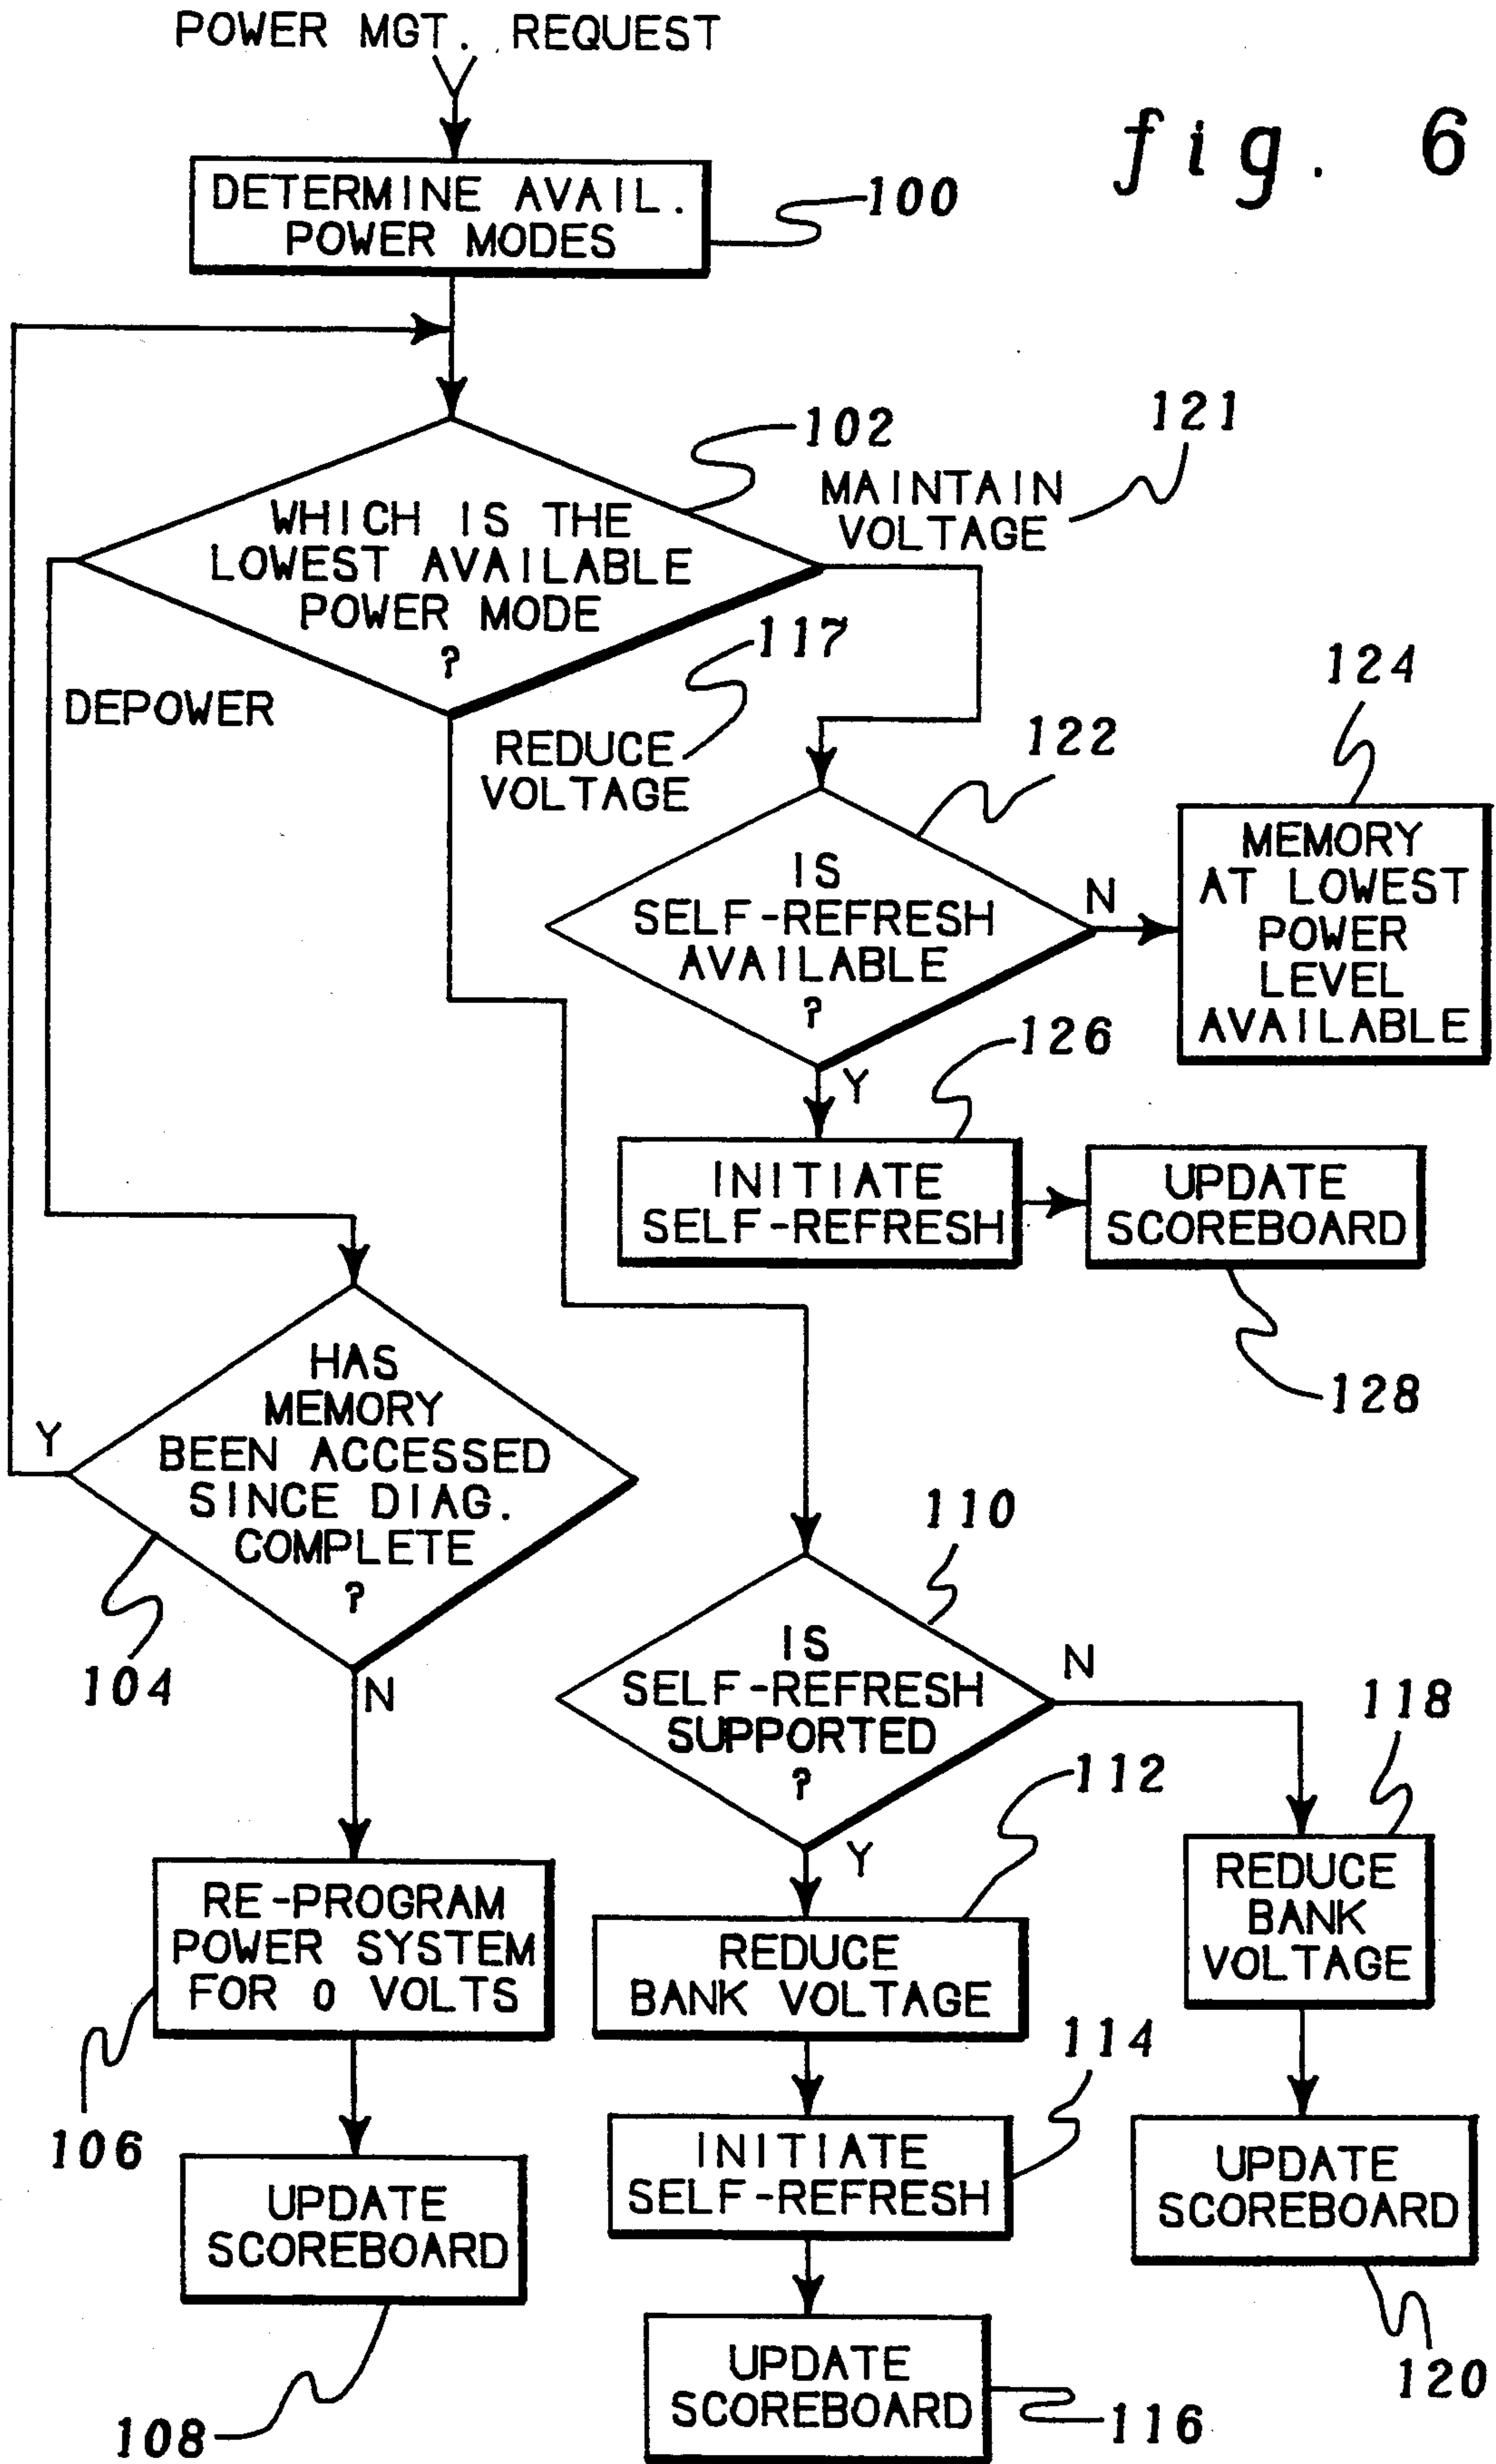 POWER MGT. REQUEST
fig. 6
DETERMINE AVAIL.
POWER MODES
100
102
121
MAINTAIN
VOLTAGE
WHICH IS THE
LOWEST AVAILABLE
POWER MODE
?
117
DEPOWER
REDUCE
VOLTAGE
122
124
IS
SELF-REFRESH
AVAILABLE
?
N
MEMORY
AT LOWEST
POWER
LEVEL
AVAILABLE
Y
126
INITIATE
SELF-REFRESH
UPDATE
SCOREBOARD
128
HAS
MEMORY
BEEN ACCESSED
SINCE DIAG.
COMPLETE
?
Y
104
N
110
IS
SELF-REFRESH
SUPPORTED
?
N
118
Y
112
RE-PROGRAM
POWER SYSTEM
FOR 0 VOLTS
106
REDUCE
BANK VOLTAGE
REDUCE
BANK
VOLTAGE
114
INITIATE
SELF-REFRESH
UPDATE
SCOREBOARD
108
UPDATE
SCOREBOARD
120
UPDATE
SCOREBOARD
116